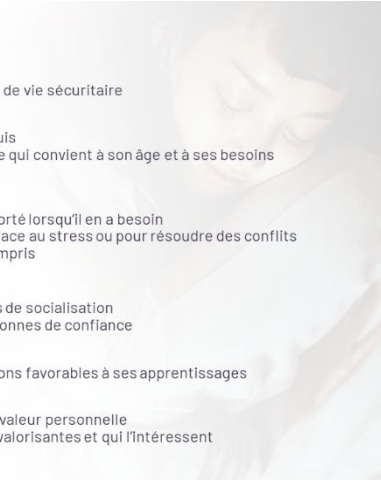 de vie sécuritaire
uis
e qui convient à son âge et à ses besoins
orté lorsqu'il en a besoin
ace au stress ou pour résoudre des conflits
mpris
s de socialisation
onnes de confiance
ons favorables à ses apprentissages
valeur personnelle
valorisantes et qui l'intéressent